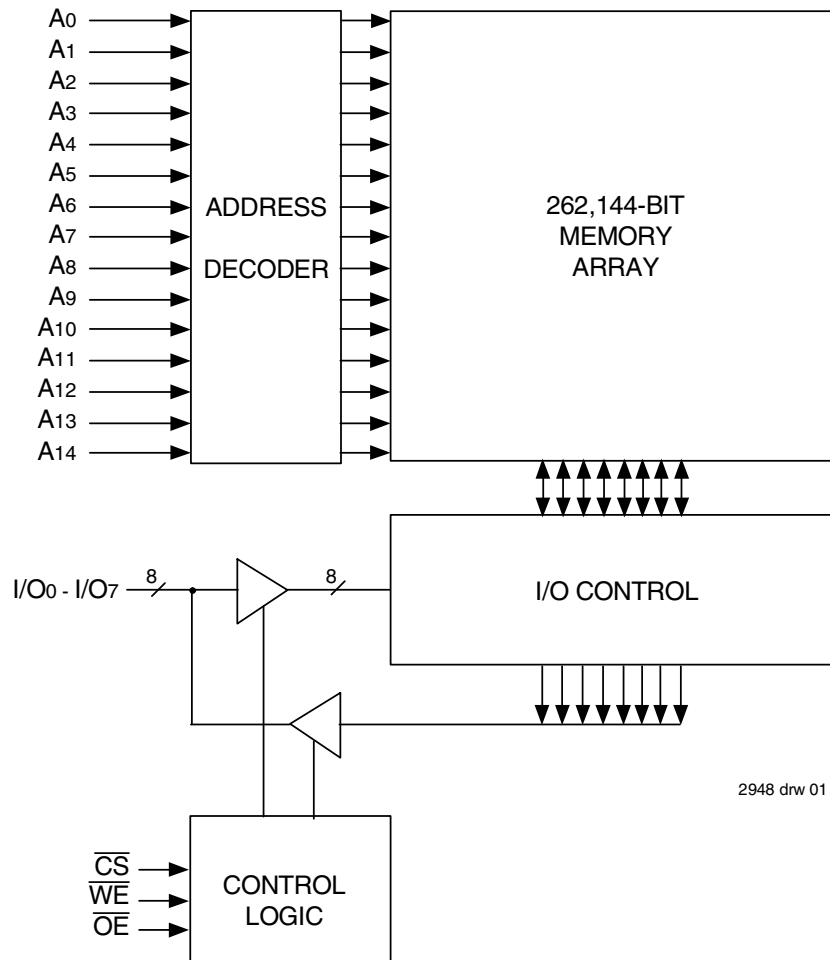 A0
A1
A2
A3
A4
A5
A6
A7
A8
A9
A10
A11
A12
A13
A14
ADDRESS
DECODER
262,144-BIT
MEMORY
ARRAY
I/O0 - I/O7
8
8
I/O CONTROL
2948 drw 01
CS
WE
OE
CONTROL
LOGIC